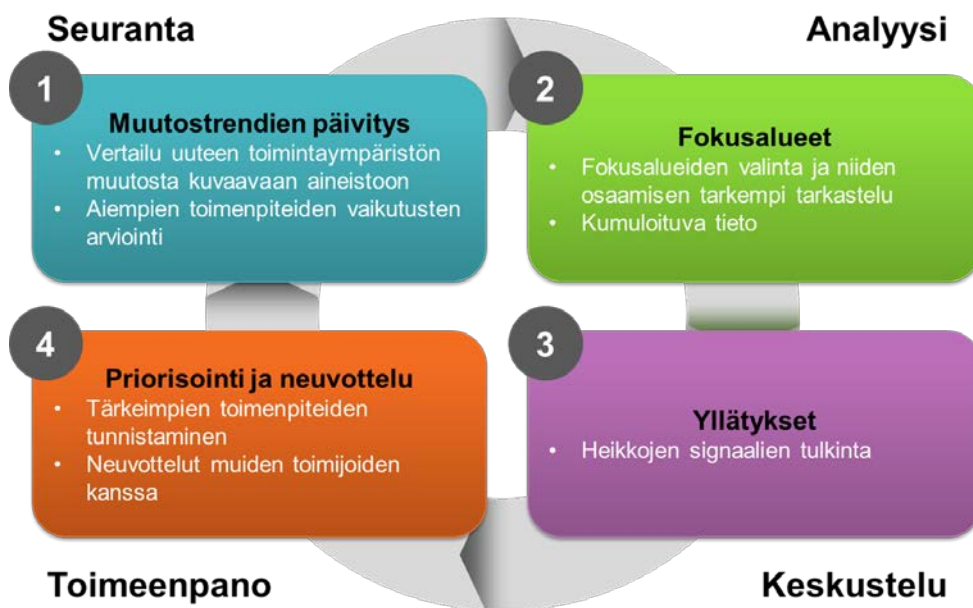 Seuranta
Analyysi
1
Muutostrendien päivitys
• Vertailu uuteen toimintaympäristön
muutosta kuvaavaan aineistoon
• Aiempien toimenpiteiden vaikutusten
arviointi
2
Fokusalueet
• Fokusalueiden valinta ja niiden
osaamisen tarkempi tarkastelu
• Kumuloituva tieto
4
Priorisointi ja neuvottelu
• Tärkeimpien toimenpiteiden
tunnistaminen
• Neuvottelut muiden toimijoiden
kanssa
3
Yllätykset
• Heikkojen signaalien tulkinta
Toimeenpano
Keskustelu